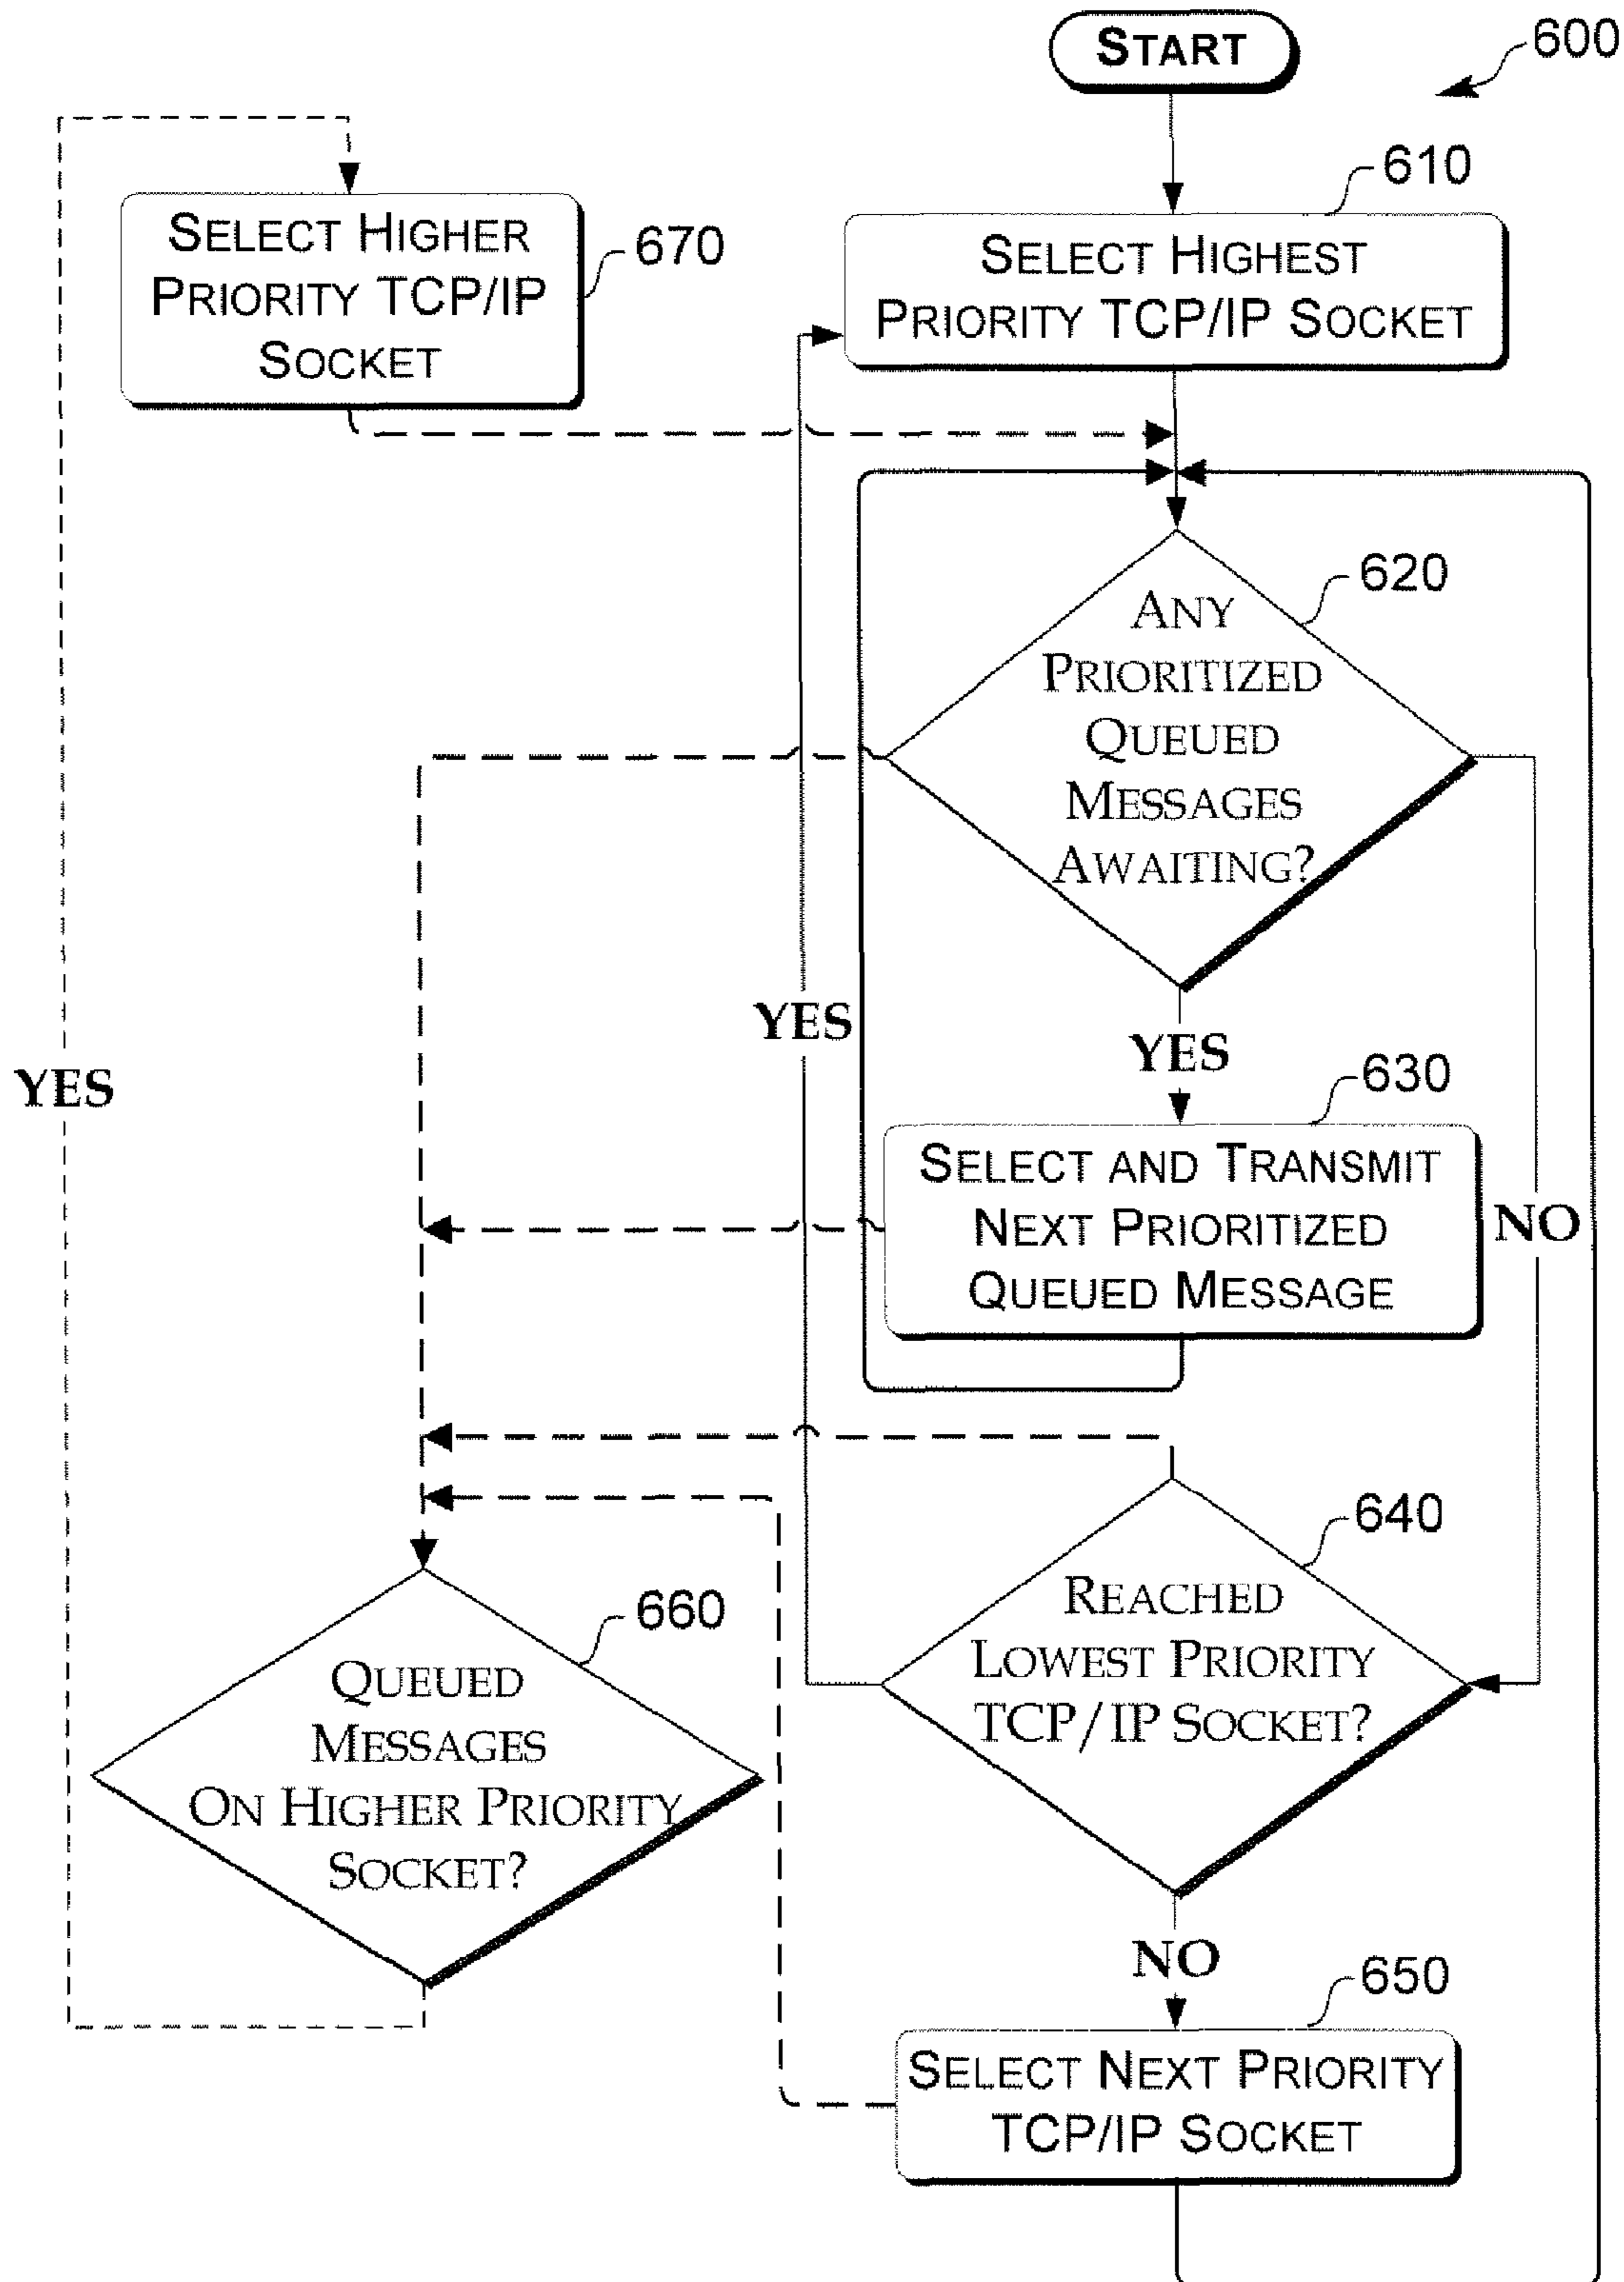 START
600
610
SELECT HIGHEST
PRIORITY TCP/IP SOCKET
SELECT HIGHER
PRIORITY TCP/IP
SOCKET
670
620
ANY
PRIORITIZED
QUEUED
MESSAGES
AWAITING?
YES
YES
YES
630
SELECT AND TRANSMIT
NEXT PRIORITIZED
QUEUED MESSAGE
NO
640
REACHED
LOWEST PRIORITY
TCP/IP SOCKET?
660
QUEUED
MESSAGES
ON HIGHER PRIORITY
SOCKET?
NO
650
SELECT NEXT PRIORITY
TCP/IP SOCKET